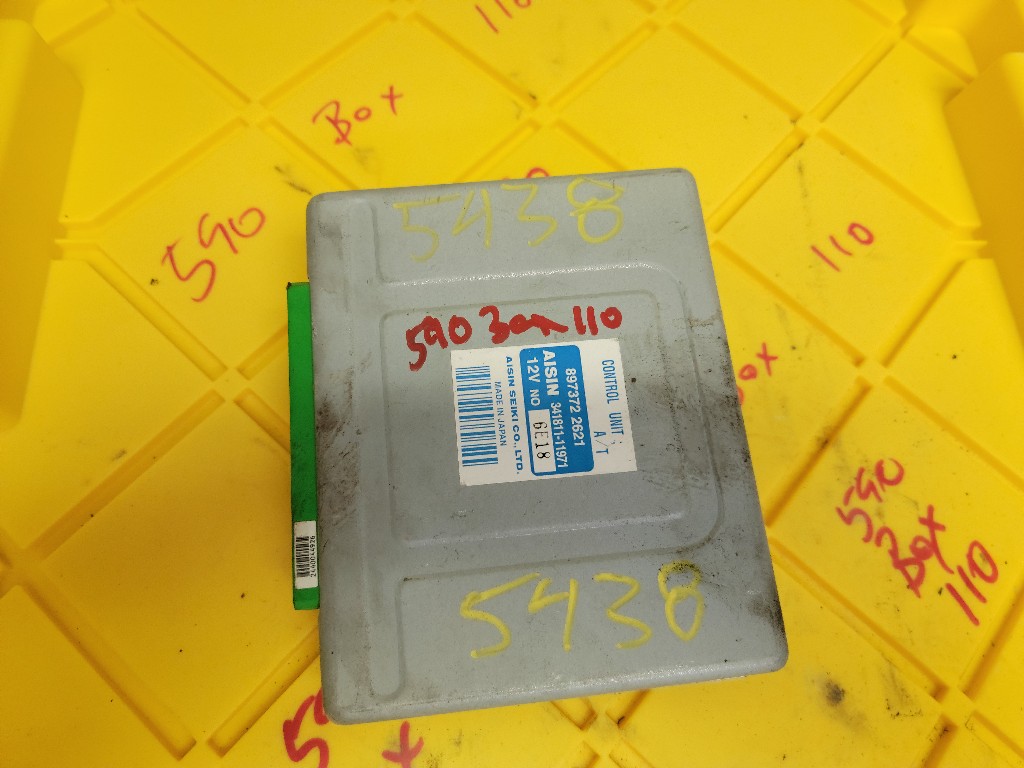 110
BOX
590
110
5438
590 Box 110
CONTROL UNIT;
A/T
897372 2621
AISIN 341811-11971
12V NO 6E18
AISIN SEIKI CO., LTD.
MADE IN JAPAN
5438
590
BOX
110